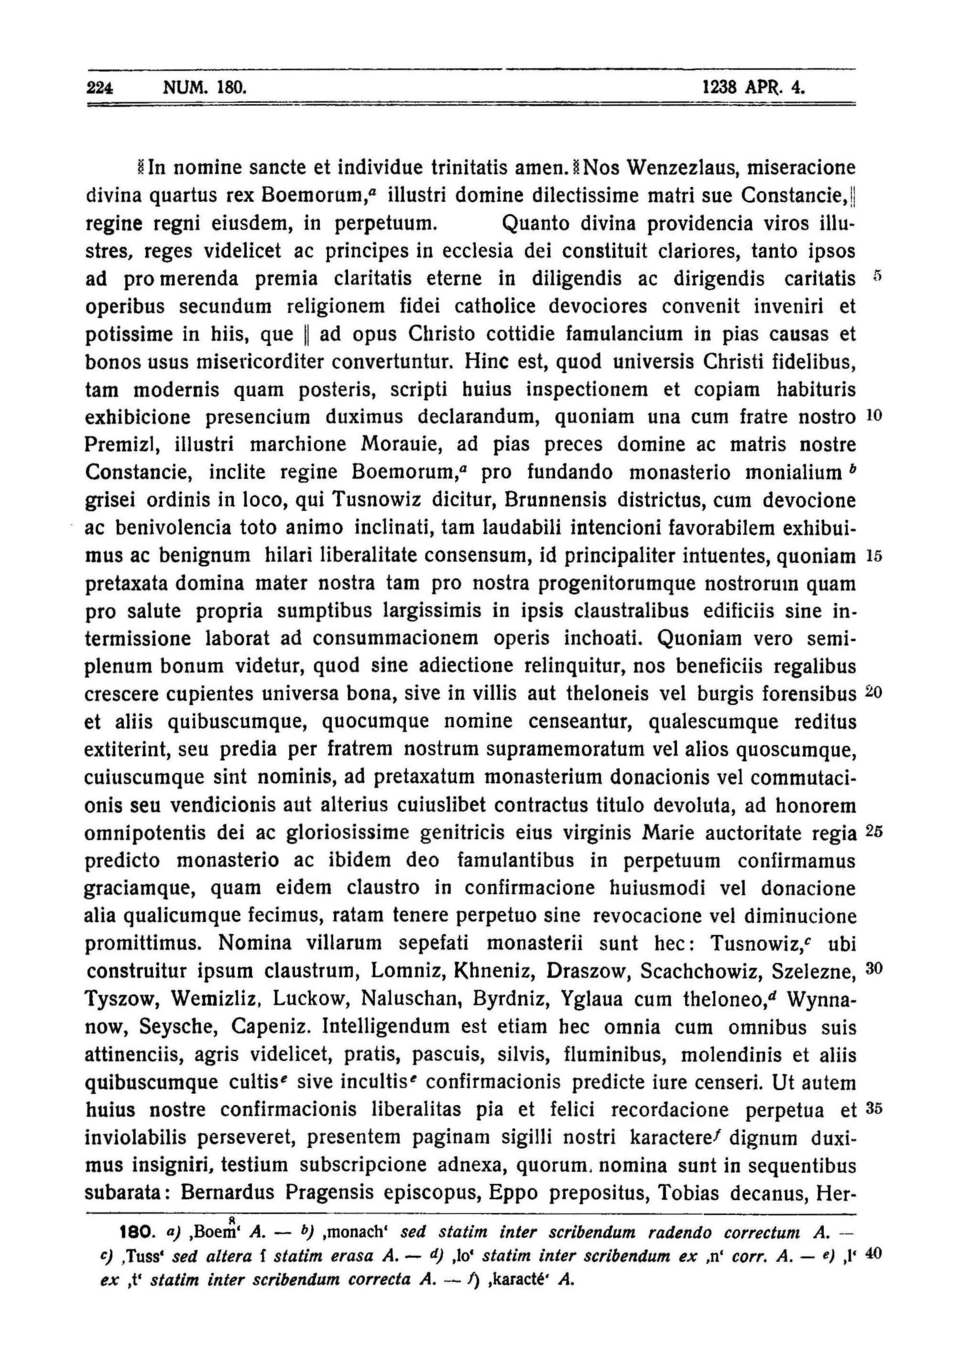 224 NUM. 180. 1238 APR. 4.
In nomine sancte et individue trinitatis amen. Nos Wenzezlaus, miseracione
divina quartus rex Boemorum,a illustri domine dilectissime matri sue Constancie,||
regine regni eiusdem, in perpetuum. Quanto divina providencia viros illu-
stres, reges videlicet ac principes in ecclesia dei constituit clariores, tanto ipsos
ad promerenda premia claritatis eterne in diligendis ac dirigendis caritatis 5
operibus secundum religionem fidei catholice devociores convenit inveniri et
potissime in hiis, que || ad opus Christo cottidie famulancium in pias causas et
bonos usus misericorditer convertuntur. Hinc est, quod universis Christi fidelibus,
tam modernis quam posteris, scripti huius inspectionem et copiam habituris
exhibicione presencium duximus declarandum, quoniam una cum fratre nostro 10
Premizl, illustri marchione Morauie, ad pias preces domine ac matris nostre
Constancie, inclite regine Boemorum,a pro fundando monasterio monialium b
grisei ordinis in loco, qui Tusnowiz dicitur, Brunnensis districtus, cum devocione
ac benivolencia toto animo inclinati, tam laudabili intencioni favorabilem exhibui-
mus ac benignum hilari liberalitate consensum, id principaliter intuentes, quoniam 15
pretaxata domina mater nostra tam pro nostra progenitorumque nostrorum quam
pro salute propria sumptibus largissimis in ipsis claustralibus edificiis sine in-
termissione laborat ad consummacionem operis inchoati. Quoniam vero semi-
plenum bonum videtur, quod sine adiectione relinquitur, nos beneficiis regalibus
crescere cupientes universa bona, sive in villis aut theloneis vel burgis forensibus 20
et aliis quibuscumque, quocumque nomine censeantur, qualescumque reditus
extiterint, seu predia per fratrem nostrum supramemoratum vel alios quoscumque,
cuiuscumque sint nominis, ad pretaxatum monasterium donacionis vel commutaci-
onis seu vendicionis aut alterius cuiuslibet contractus titulo devoluta, ad honorem
omnipotentis dei ac gloriosissime genitricis eius virginis Marie auctoritate regia 25
predicto monasterio ac ibidem deo famulantibus in perpetuum confirmamus
graciamque, quam eidem claustro in confirmacione huiusmodi vel donacione
alia qualicumque fecimus, ratam tenere perpetuo sine revocacione vel diminucione
promittimus. Nomina villarum sepefati monasterii sunt hec: Tusnowiz,c ubi
construitur ipsum claustrum, Lomniz, Khneniz, Draszow, Scachchowiz, Szelezne, 30
Tyszow, Wemizliz, Luckow, Naluschan, Byrdniz, Yglaua cum theloneo,d Wynna-
now, Seysche, Capeniz. Intelligendum est etiam hec omnia cum omnibus suis
attinenciis, agris videlicet, pratis, pascuis, silvis, fluminibus, molendinis et aliis
quibuscumque cultise sive incultise confirmacionis predicte iure censeri. Ut autem
huius nostre confirmacionis liberalitas pia et felici recordacione perpetua et 35
inviolabilis perseveret, presentem paginam sigilli nostri karacteref dignum duxi-
mus insigniri, testium subscripcione adnexa, quorum nomina sunt in sequentibus
subarata: Bernardus Pragensis episcopus, Eppo prepositus, Tobias decanus, Her-
180. a) ‚Boem̃ʀ‘ A. — b) ‚monach‘ sed statim inter scribendum radendo correctum A. —
c) ‚Tuss‘ sed altera ſ statim erasa A. — d) ‚lo‘ statim inter scribendum ex ‚n‘ corr. A. — e) ‚l‘ 40
ex ‚t‘ statim inter scribendum correcta A. — f) ‚karacté‘ A.